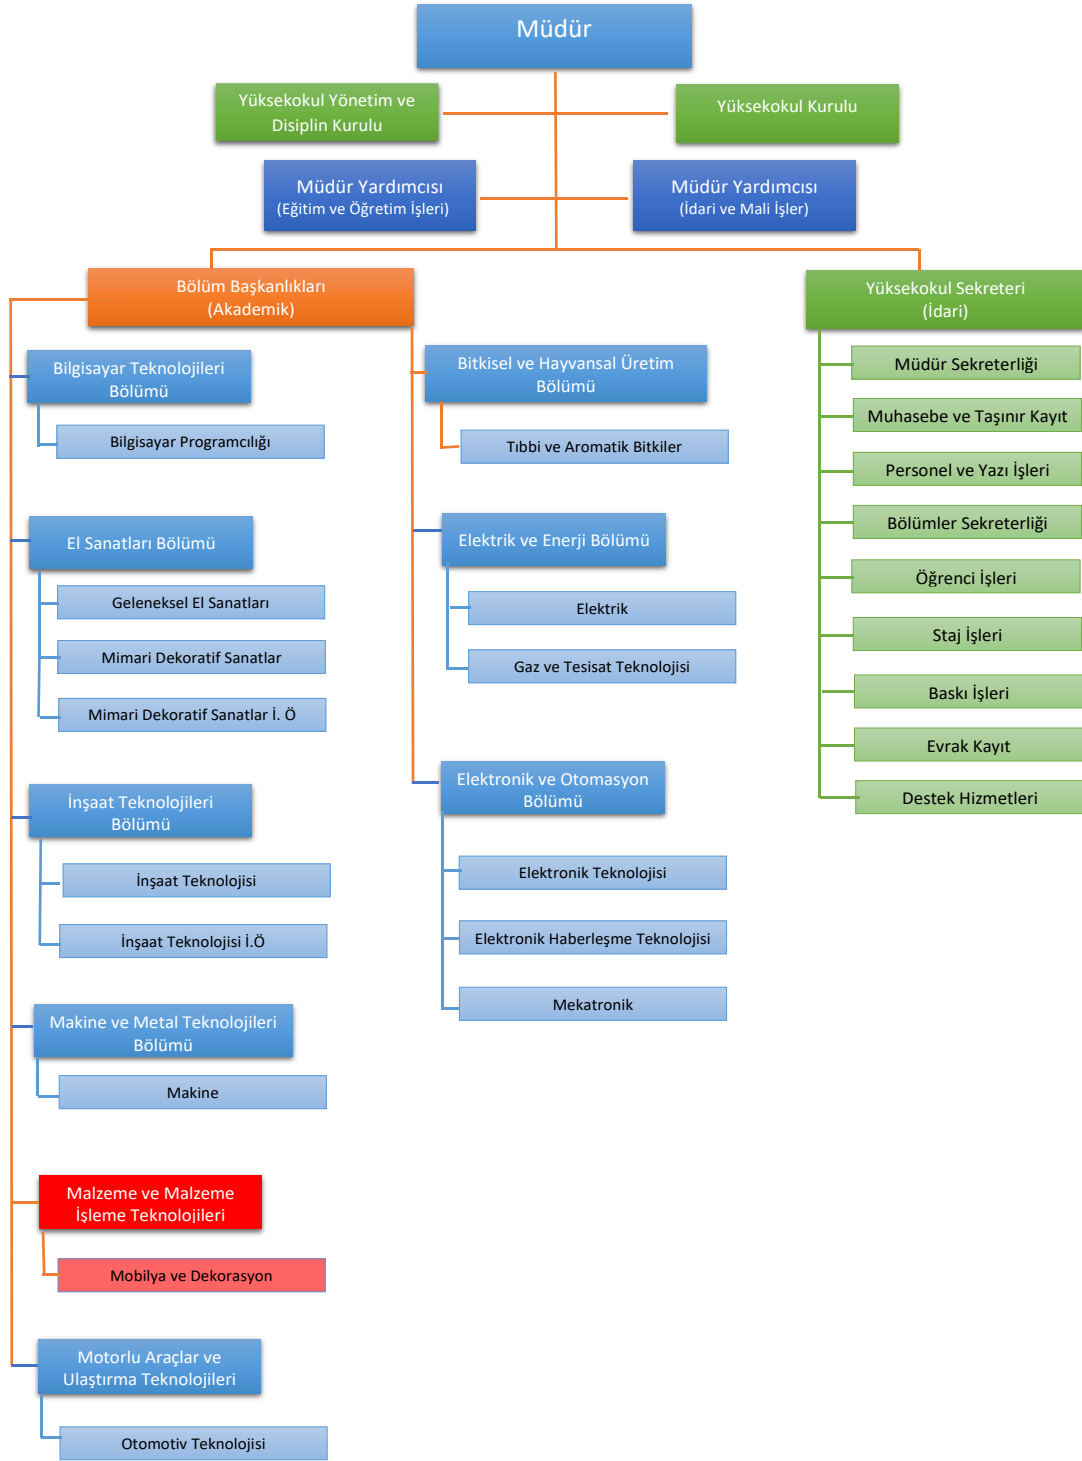 Müdür
Yüksekokul Yönetim ve
Disiplin Kurulu
Yüksekokul Kurulu
Müdür Yardımcısı
(Eğitim ve Öğretim İşleri)
Müdür Yardımcısı
(İdari ve Mali İşler)
Bölüm Başkanlıkları
(Akademik)
Bilgisayar Teknolojileri
Bölümü
Bilgisayar Programcılığı
El Sanatları Bölümü
Geleneksel El Sanatları
Mimari Dekoratif Sanatlar
Mimari Dekoratif Sanatlar İ. Ö
İnşaat Teknolojileri
Bölümü
İnşaat Teknolojisi
İnşaat Teknolojisi İ.Ö
Makine ve Metal Teknolojileri
Bölümü
Makine
Malzeme ve Malzeme
İşleme Teknolojileri
Mobilya ve Dekorasyon
Motorlu Araçlar ve
Ulaştırma Teknolojileri
Otomotiv Teknolojisi
Bitkisel ve Hayvansal Üretim
Bölümü
Tıbbi ve Aromatik Bitkiler
Elektrik ve Enerji Bölümü
Elektrik
Gaz ve Tesisat Teknolojisi
Elektronik ve Otomasyon
Bölümü
Elektronik Teknolojisi
Elektronik Haberleşme Teknolojisi
Mekatronik
Yüksekokul Sekreteri
(İdari)
Müdür Sekreterliği
Muhasebe ve Taşınır Kayıt
Personel ve Yazı İşleri
Bölümler Sekreterliği
Öğrenci İşleri
Staj İşleri
Baskı İşleri
Evrak Kayıt
Destek Hizmetleri